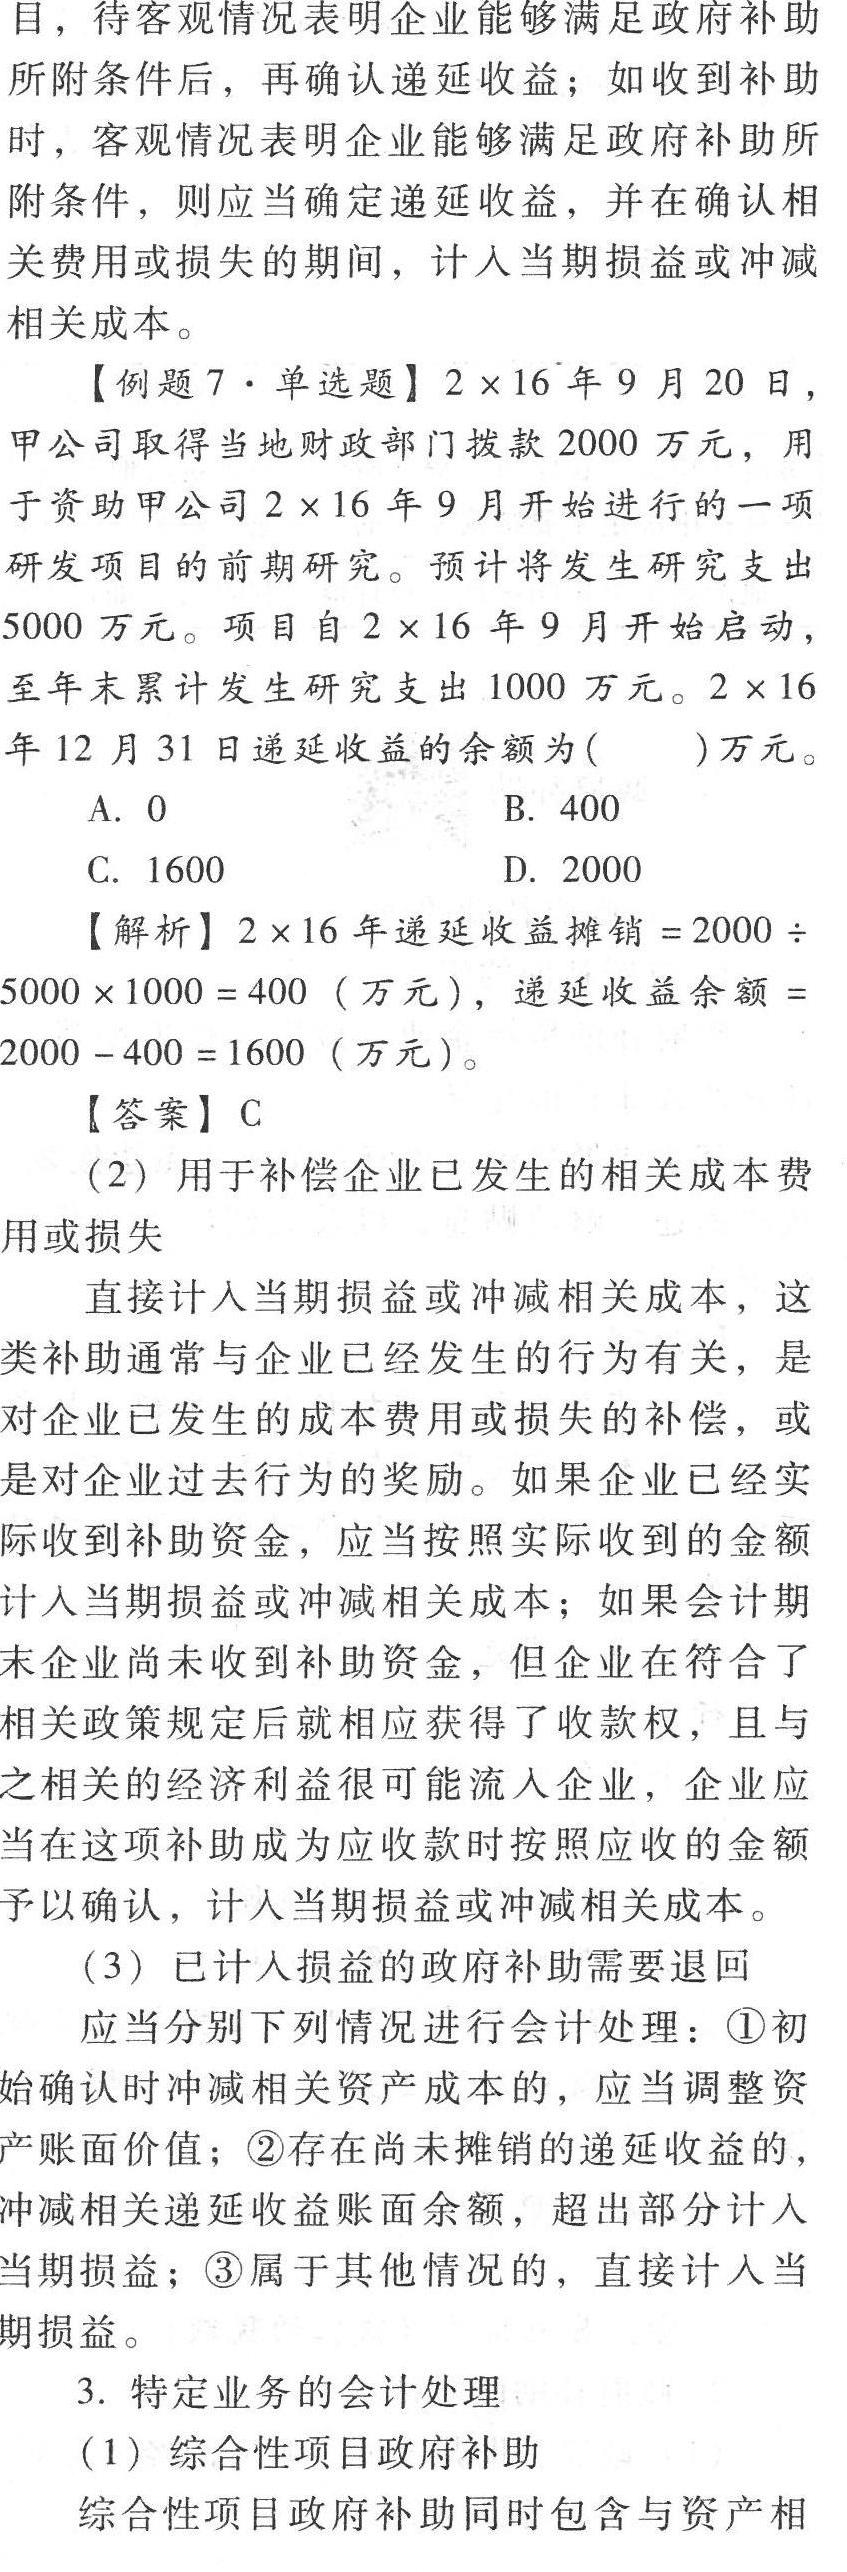 目，待客观情况表明企业能够满足政府补助
所附条件后，再确认递延收益；如收到补助
时，客观情况表明企业能够满足政府补助所
附条件，则应当确定递延收益，并在确认相
关费用或损失的期间，计入当期损益或冲减
相关成本。
【例题7·单选题】2×16年9月20日，
甲公司取得当地财政部门拨款2000万元，用
于资助甲公司2×16年9月开始进行的一项
研发项目的前期研究。预计将发生研究支出
5000万元。项目自2×16年9月开始启动，
至年末累计发生研究支出1000万元。2×16
年12月31日递延收益的余额为(　　)万元。
A. 0　　B. 400
C. 1600　　D. 2000
【解析】2×16年递延收益摊销=2000÷
5000×1000=400（万元），递延收益余额=
2000-400=1600（万元）。
【答案】C
（2）用于补偿企业已发生的相关成本费
用或损失
直接计入当期损益或冲减相关成本，这
类补助通常与企业已经发生的行为有关，是
对企业已发生的成本费用或损失的补偿，或
是对企业过去行为的奖励。如果企业已经实
际收到补助资金，应当按照实际收到的金额
计入当期损益或冲减相关成本；如果会计期
末企业尚未收到补助资金，但企业在符合了
相关政策规定后就相应获得了收款权，且与
之相关的经济利益很可能流入企业，企业应
当在这项补助成为应收款时按照应收的金额
予以确认，计入当期损益或冲减相关成本。
（3）已计入损益的政府补助需要退回
应当分别下列情况进行会计处理：①初
始确认时冲减相关资产成本的，应当调整资
产账面价值；②存在尚未摊销的递延收益的，
冲减相关递延收益账面余额，超出部分计入
当期损益；③属于其他情况的，直接计入当
期损益。
3. 特定业务的会计处理
（1）综合性项目政府补助
综合性项目政府补助同时包含与资产相